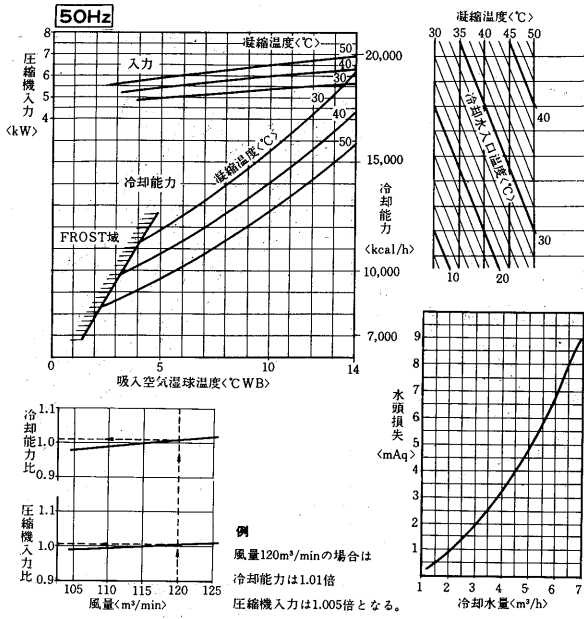 50Hz
圧縮機入力
<kW>
8
7
6
5
4
入力
凝縮温度<℃>
50
40
30
20,000
15,000
10,000
7,000
冷却能力
<kcal/h>
30
40
50
凝縮温度<℃>
冷却能力
FROST域
0
5
10
14
吸入空気湿球温度<℃WB>
凝縮温度<℃>
30 35 40 45 50
冷却水入口温度<℃>
40
30
10
20
冷却能力比
1.1
1.0
0.9
圧縮機入力比
1.1
1.0
0.9
105 110 115 120 125
風量<m³/min>
例
風量120m³/minの場合は
冷却能力は1.01倍
圧縮機入力は1.005倍となる。
水頭損失
<mAq>
9
8
7
6
5
4
3
2
1
1 2 3 4 5 6 7
冷却水量<m³/h>